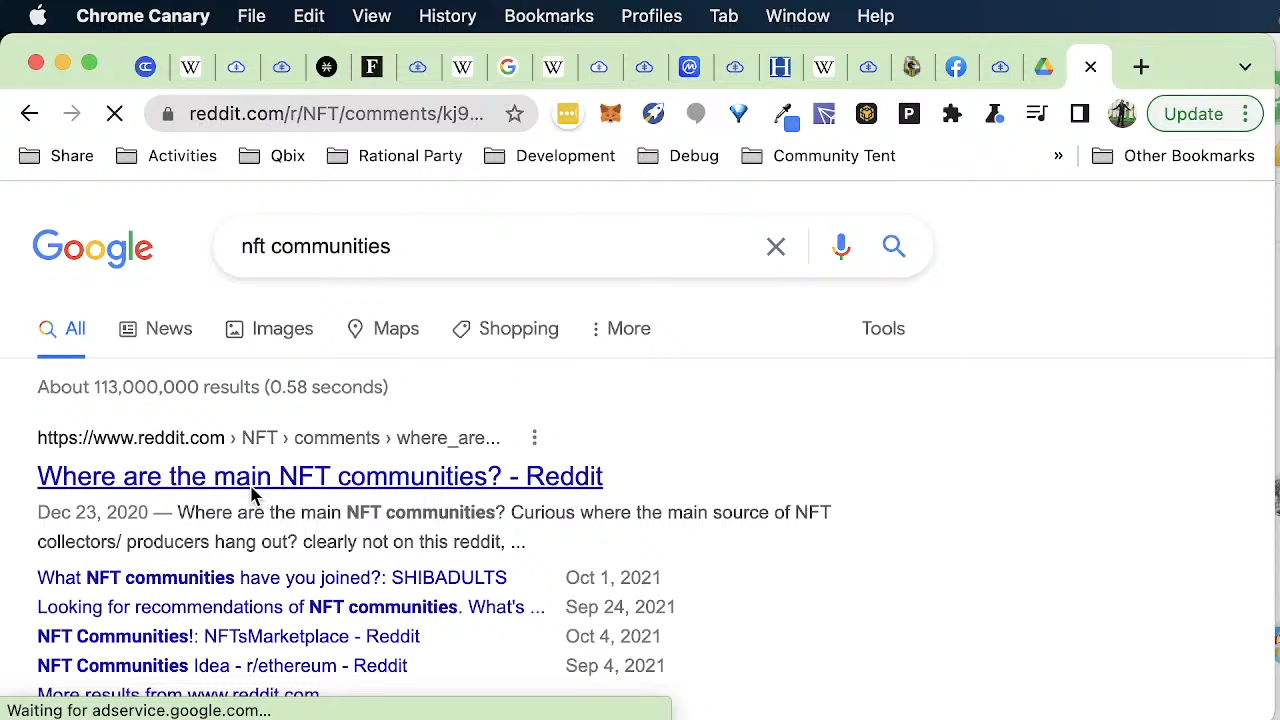 Chrome Canary File Edit View History Bookmarks Profiles Tab Window Help
reddit.com/r/NFT/comments/kj9... Update
Share Activities Qbix Rational Party Development Debug Community Tent » Other Bookmarks
Google nft communities
All News Images Maps Shopping More Tools
About 113,000,000 results (0.58 seconds)
https://www.reddit.com › NFT › comments › where_are...
Where are the main NFT communities? - Reddit
Dec 23, 2020 — Where are the main NFT communities? Curious where the main source of NFT
collectors/ producers hang out? clearly not on this reddit, ...
What NFT communities have you joined?: SHIBADULTS Oct 1, 2021
Looking for recommendations of NFT communities. What's ... Sep 24, 2021
NFT Communities!: NFTsMarketplace - Reddit Oct 4, 2021
NFT Communities Idea - r/ethereum - Reddit Sep 4, 2021
More results from www.reddit.com
Waiting for adservice.google.com...